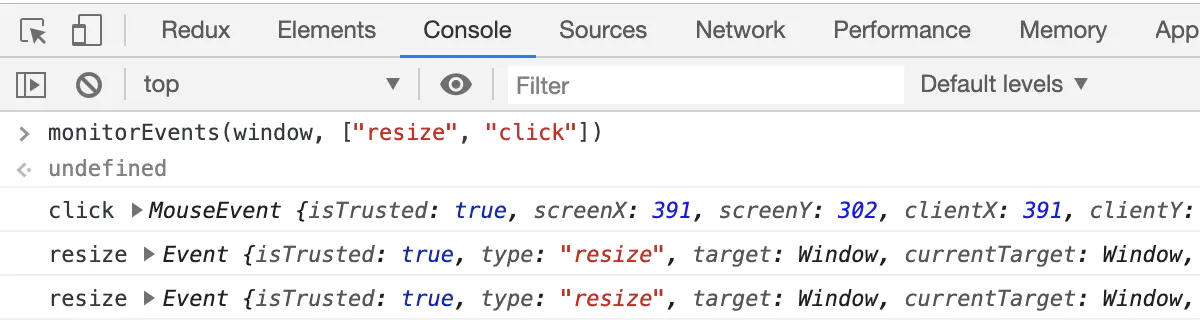 Redux Elements Console Sources Network Performance Memory App
top Filter Default levels
monitorEvents(window, ["resize", "click"])
undefined
click MouseEvent {isTrusted: true, screenX: 391, screenY: 302, clientX: 391, clientY:
resize Event {isTrusted: true, type: "resize", target: Window, currentTarget: Window,
resize Event {isTrusted: true, type: "resize", target: Window, currentTarget: Window,